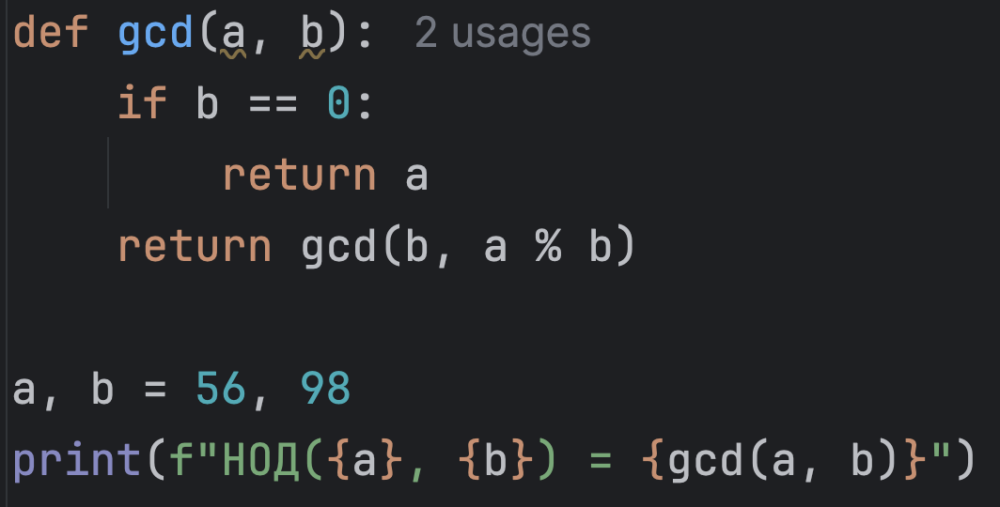 def gcd(a, b):  2 usages
    if b == 0:
        return a
    return gcd(b, a % b)

a, b = 56, 98
print(f"НОД({a}, {b}) = {gcd(a, b)}")